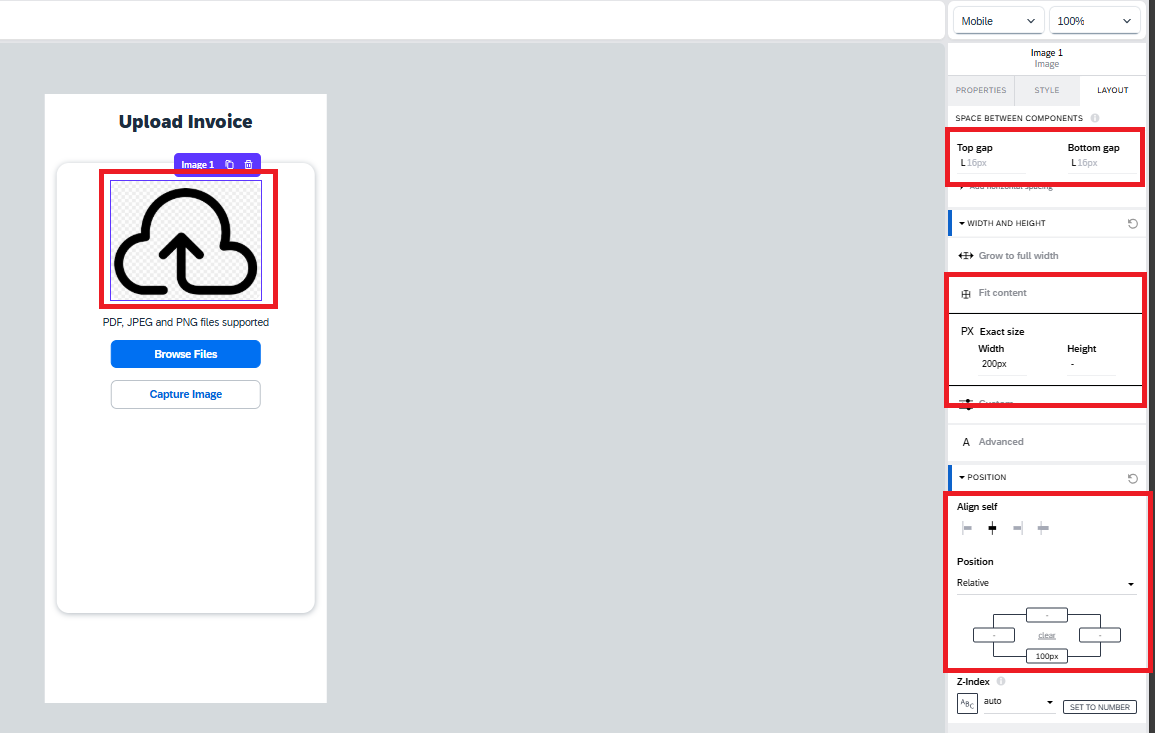 Mobile
100%
Image 1
Image
PROPERTIES
STYLE
LAYOUT
SPACE BETWEEN COMPONENTS
Top gap
Bottom gap
L 16px
L 16px
Add horizontal spacing
WIDTH AND HEIGHT
Grow to full width
Fit content
PX Exact size
Width
Height
200px
-
Custom
A Advanced
POSITION
Align self
Position
Relative
-
-
clear
-
100px
Z-Index
ABC
auto
SET TO NUMBER
Upload Invoice
Image 1
PDF, JPEG and PNG files supported
Browse Files
Capture Image